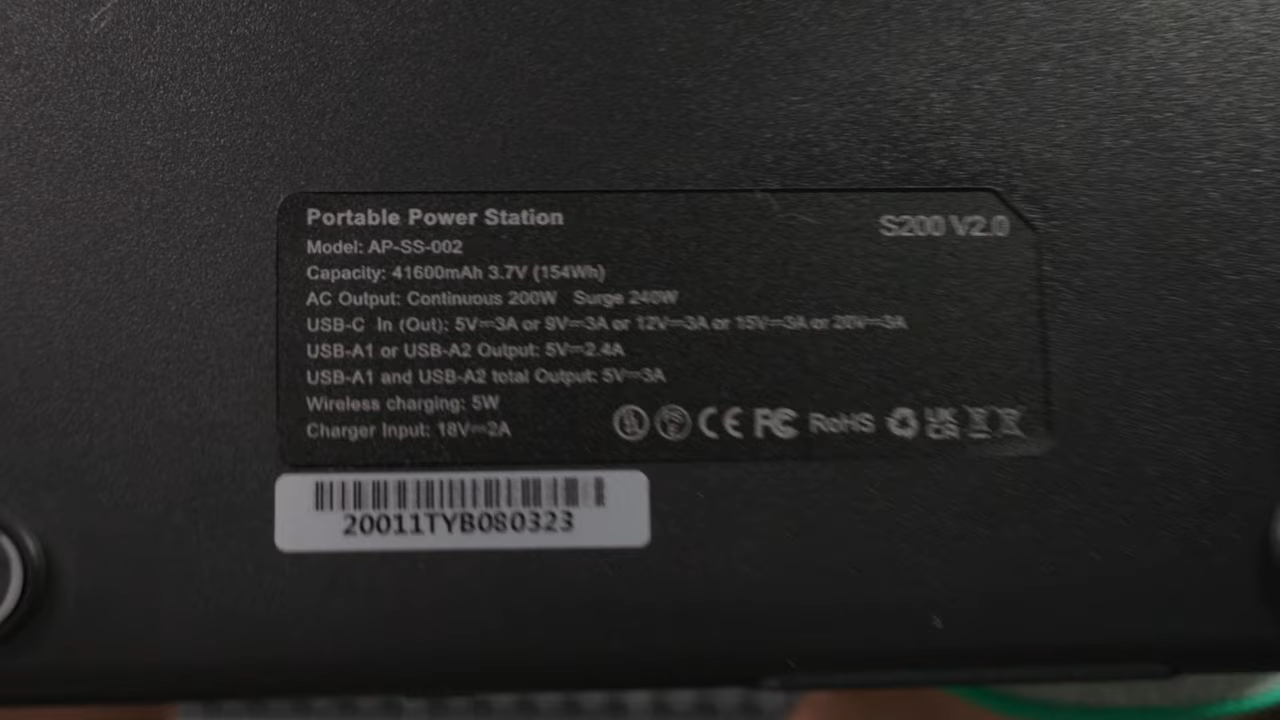 Portable Power Station
S200 V2.0
Model: AP-SS-002
Capacity: 41600mAh 3.7V (154Wh)
AC Output: Continuous 200W Surge 240W
USB-C In (Out): 5V⎓3A or 9V⎓3A or 12V⎓3A or 15V⎓3A or 20V⎓3A
USB-A1 or USB-A2 Output: 5V⎓2.4A
USB-A1 and USB-A2 total Output: 5V⎓3A
Wireless charging: 5W
Charger Input: 18V⎓2A
CE FC RoHS UK CA
20011TYB080323